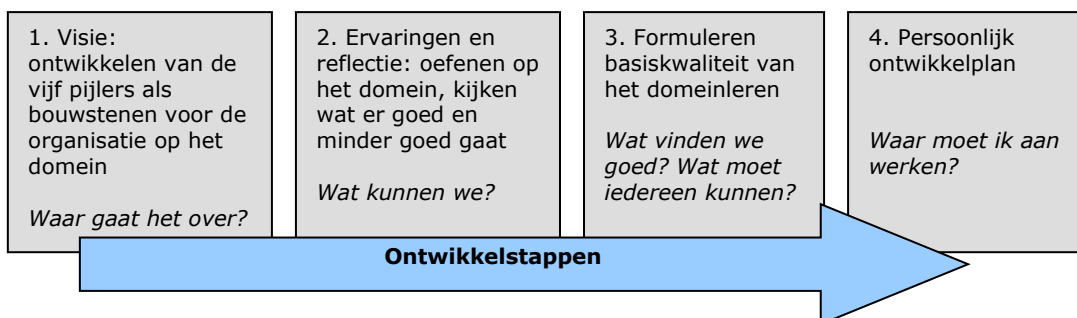 1. Visie:
ontwikkelen van de
vijf pijlers als
bouwstenen voor de
organisatie op het
domein
Waar gaat het over?
2. Ervaringen en
reflectie: oefenen op
het domein, kijken
wat er goed en
minder goed gaat
Wat kunnen we?
3. Formuleren
basiskwaliteit van
het domeinleren
Wat vinden we
goed? Wat moet
iedereen kunnen?
4. Persoonlijk
ontwikkelplan
Waar moet ik aan
werken?
Ontwikkelstappen